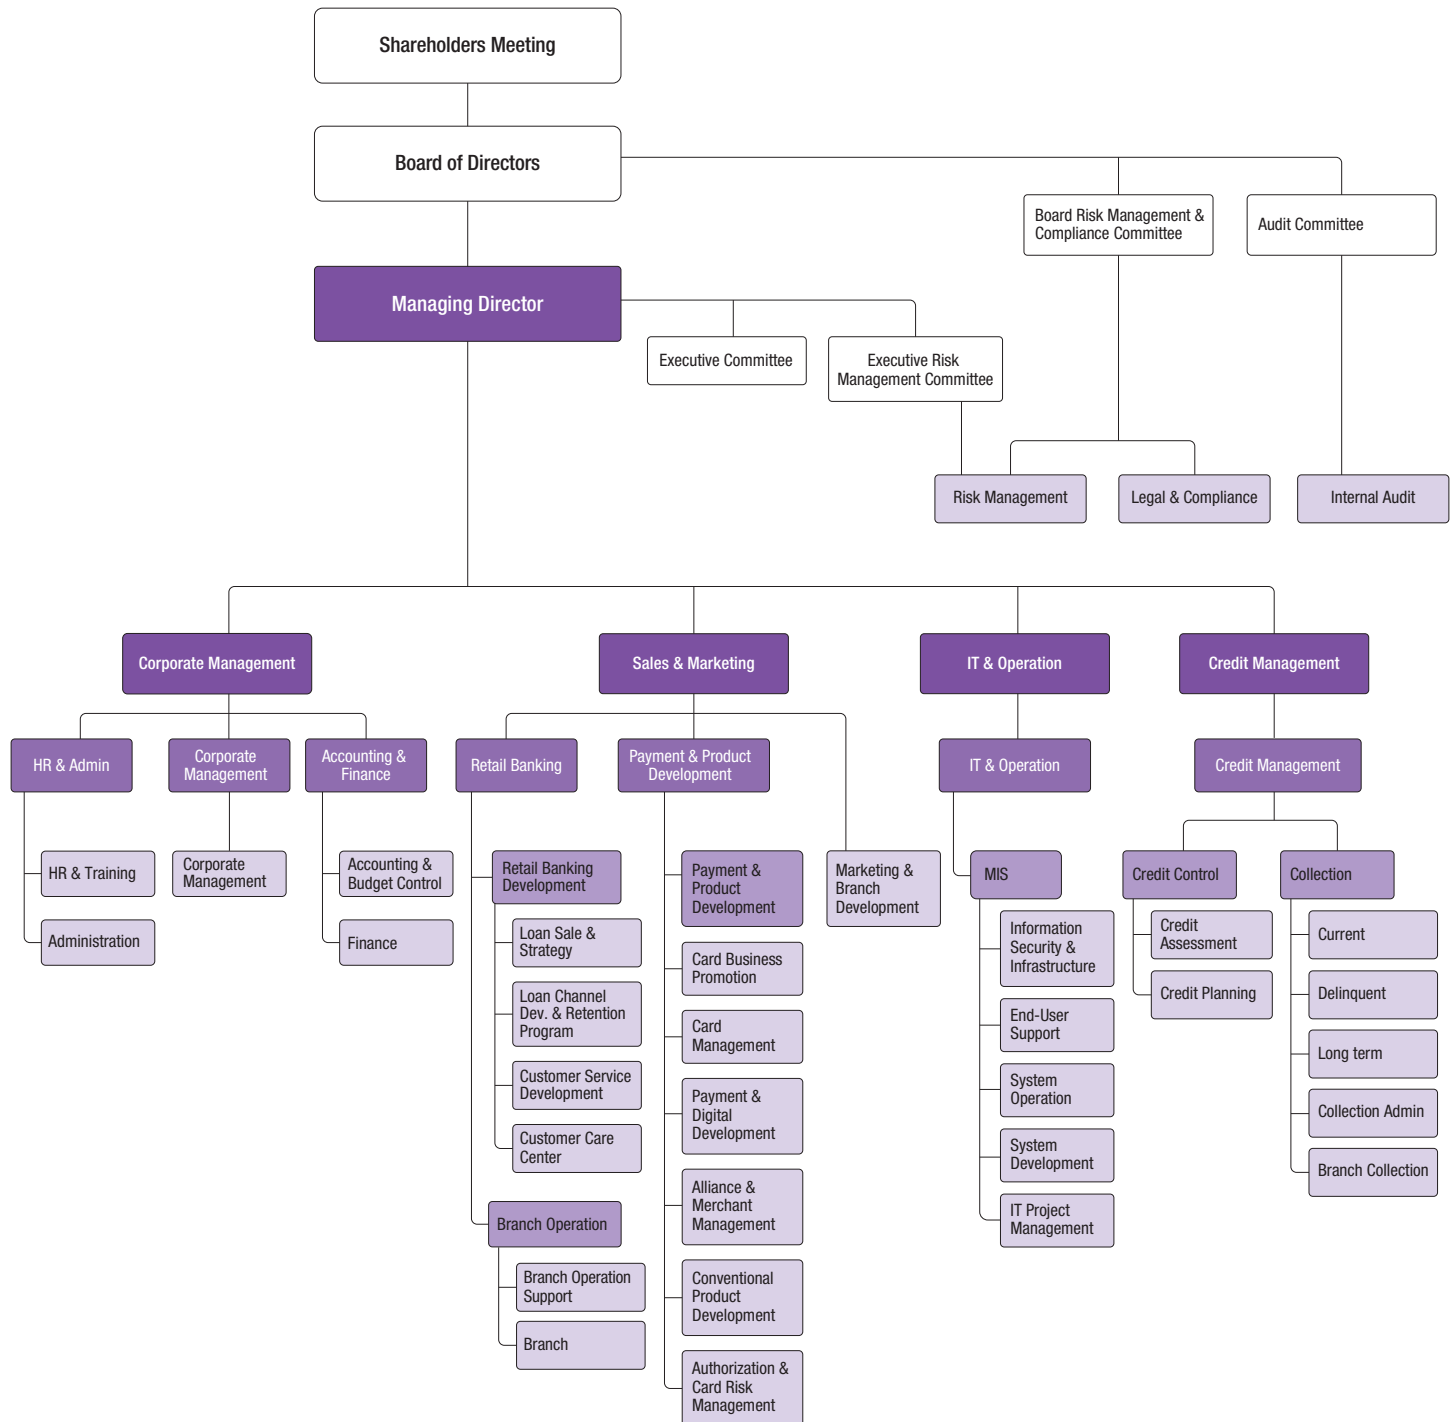 Shareholders Meeting
Board of Directors
Board Risk Management &
Compliance Committee
Audit Committee
Managing Director
Executive Committee
Executive Risk
Management Committee
Risk Management
Legal & Compliance
Internal Audit
Corporate Management
Sales & Marketing
IT & Operation
Credit Management
HR & Admin
Corporate
Management
Accounting &
Finance
Retail Banking
Payment & Product
Development
IT & Operation
Credit Management
HR & Training
Administration
Corporate
Management
Accounting &
Budget Control
Finance
Retail Banking
Development
Loan Sale &
Strategy
Loan Channel
Dev. & Retention
Program
Customer Service
Development
Customer Care
Center
Branch Operation
Branch Operation
Support
Branch
Payment &
Product
Development
Card Business
Promotion
Card
Management
Payment &
Digital
Development
Alliance &
Merchant
Management
Conventional
Product
Development
Authorization &
Card Risk
Management
Marketing &
Branch
Development
MIS
Information
Security &
Infrastructure
End-User
Support
System
Operation
System
Development
IT Project
Management
Credit Control
Credit
Assessment
Credit Planning
Collection
Current
Delinquent
Long term
Collection Admin
Branch Collection